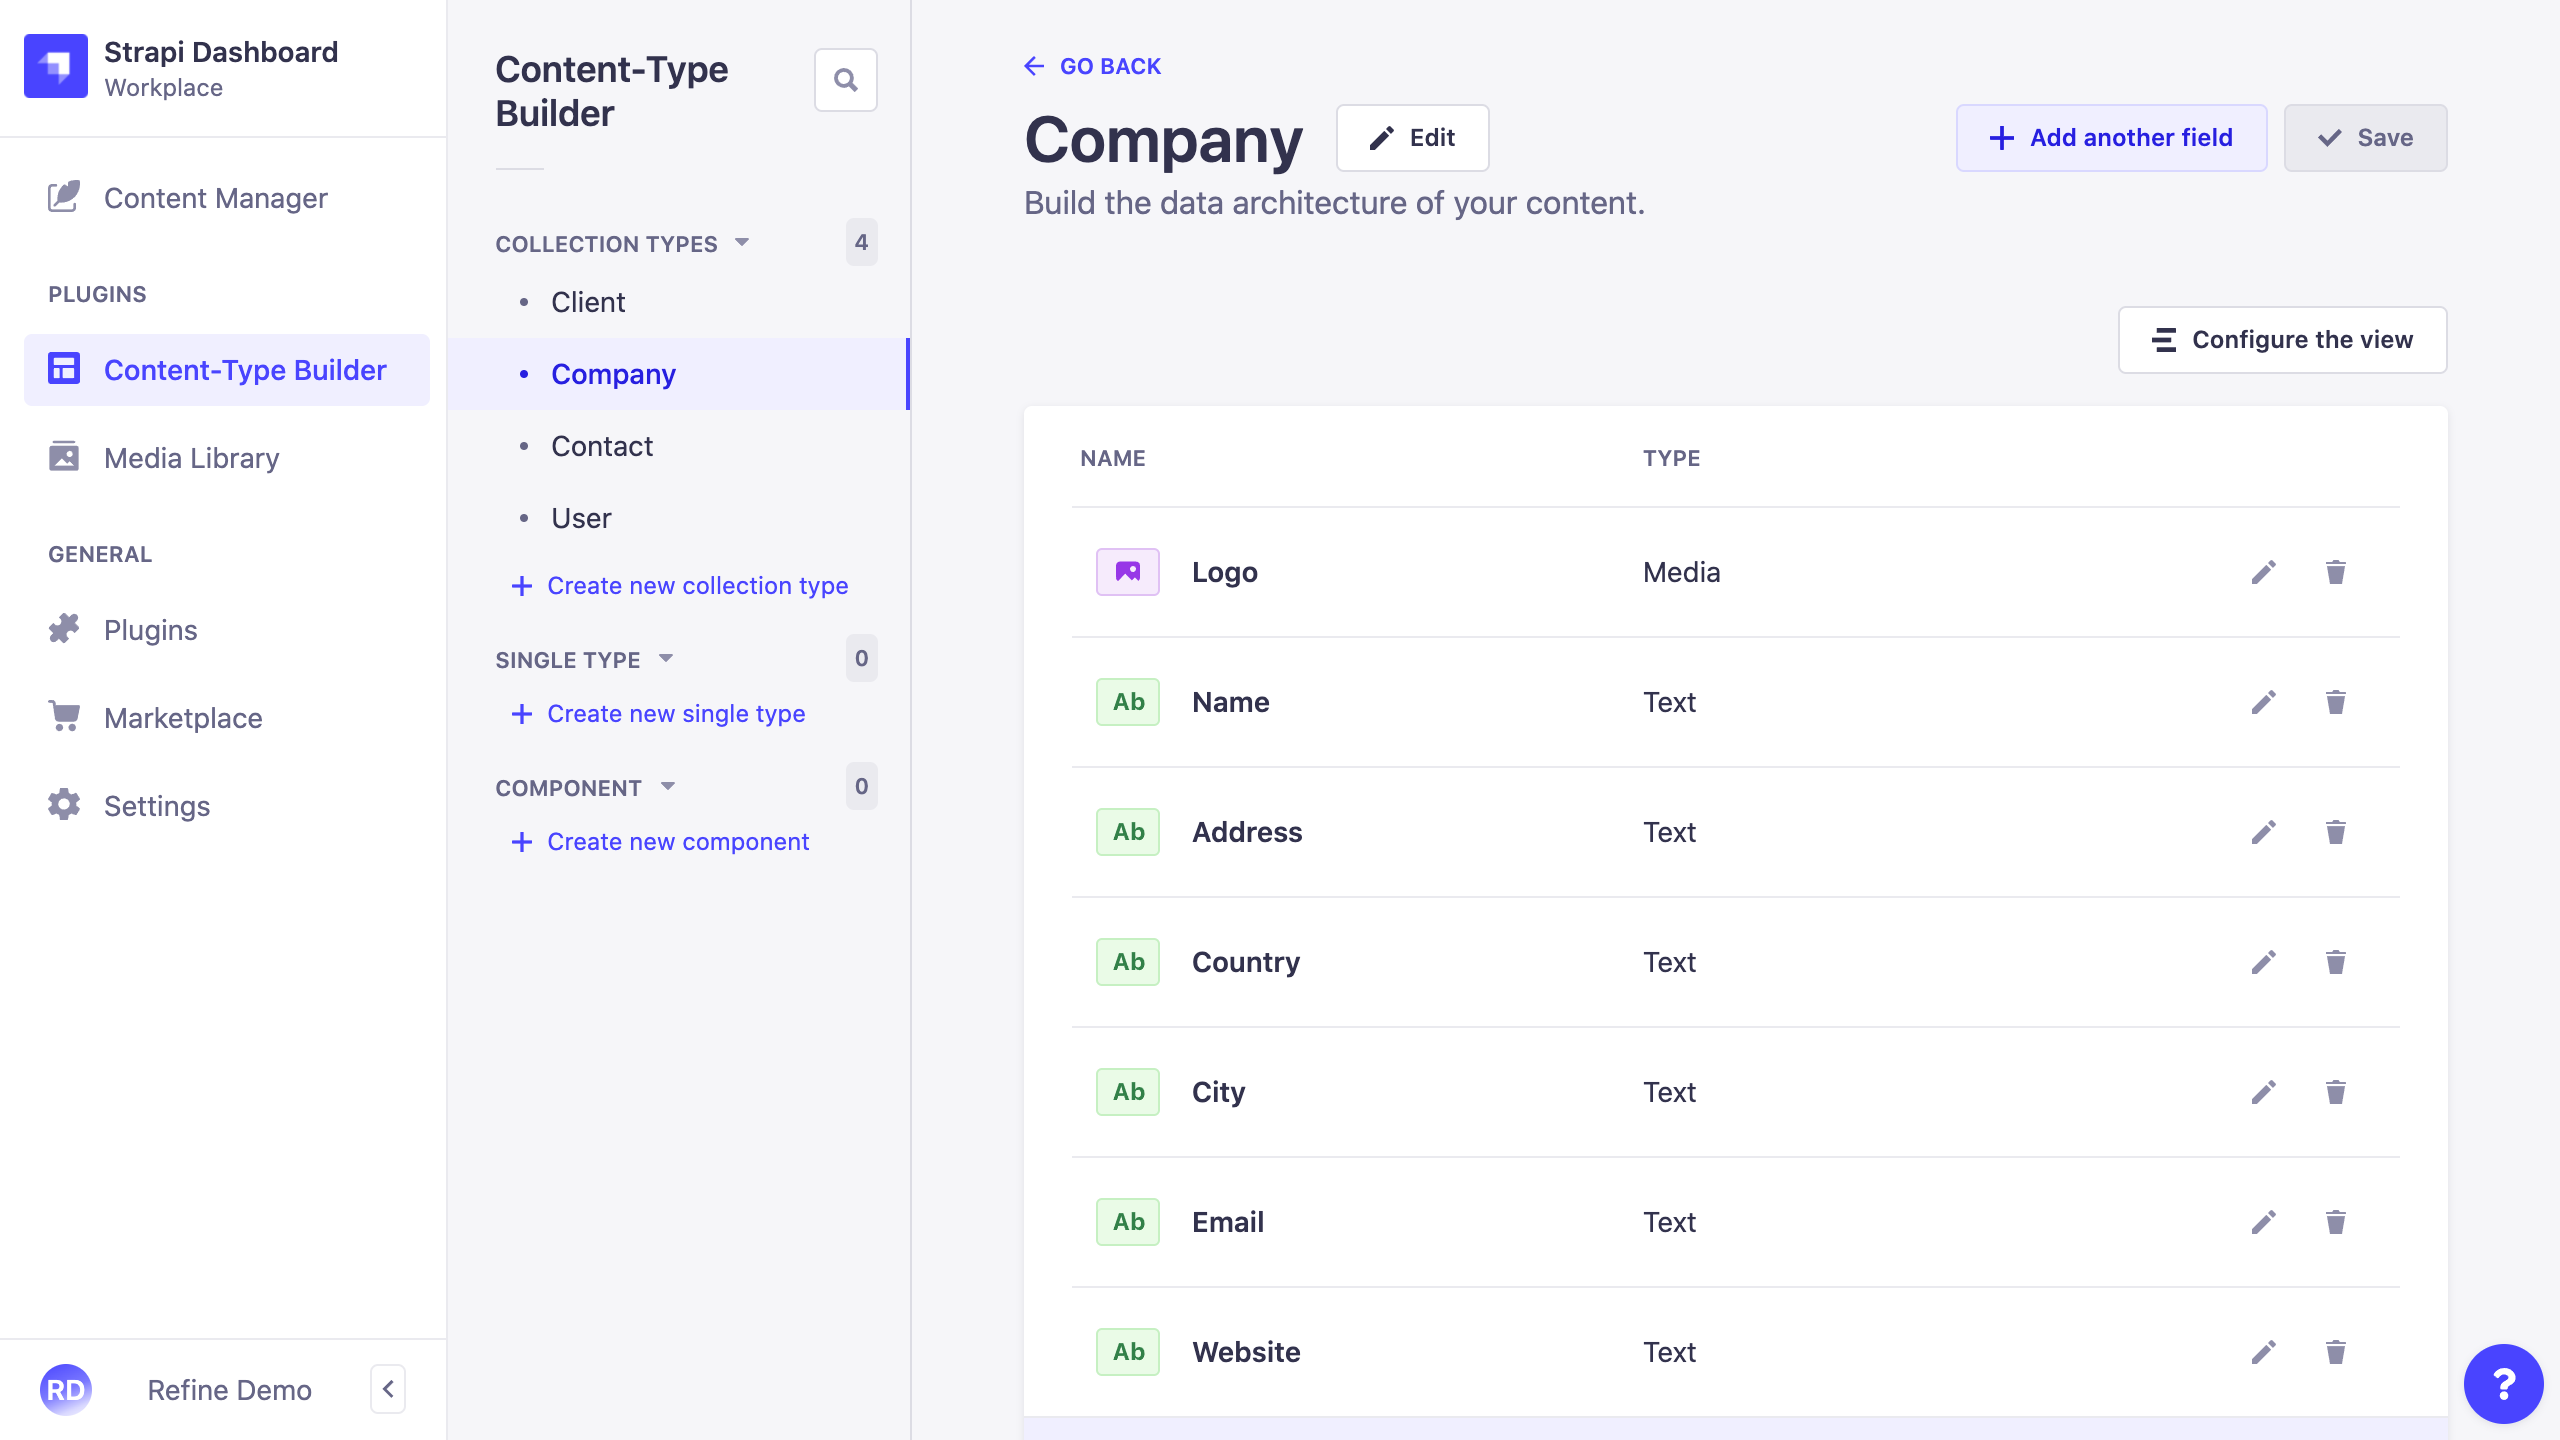 Strapi Dashboard
Workplace
Content Manager
PLUGINS
Content-Type Builder
Media Library
GENERAL
Plugins
Marketplace
Settings
RD
Refine Demo
Content-Type
Builder
COLLECTION TYPES
4
Client
Company
Contact
User
Create new collection type
SINGLE TYPE
0
Create new single type
COMPONENT
0
Create new component
GO BACK
Company
Edit
Add another field
Save
Build the data architecture of your content.
Configure the view
NAME TYPE
Logo Media
Ab Name Text
Ab Address Text
Ab Country Text
Ab City Text
Ab Email Text
Ab Website Text
?